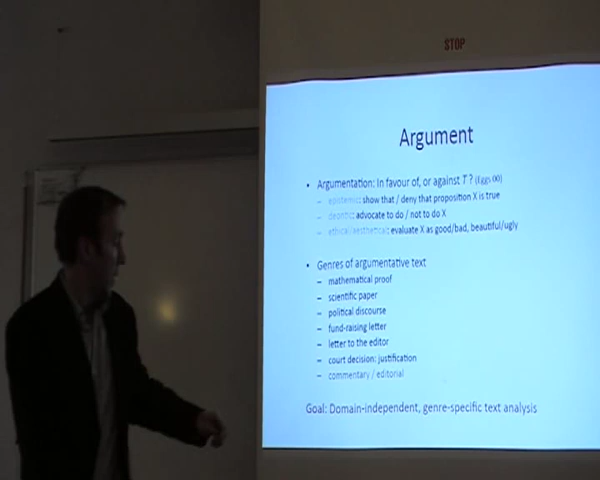 STOP
Argument
• Argumentation: In favour of, or against T ? (Eggs 00)
– epistemic: show that / deny that proposition X is true
– deontic: advocate to do / not to do X
– ethical/aesthetical: evaluate X as good/bad, beautiful/ugly
• Genres of argumentative text
– mathematical proof
– scientific paper
– political discourse
– fund-raising letter
– letter to the editor
– court decision: justification
– commentary / editorial
Goal: Domain-independent, genre-specific text analysis